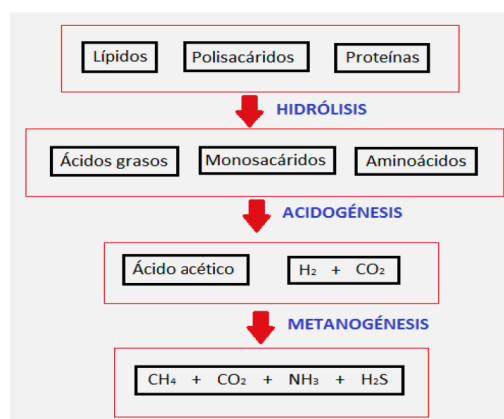 Lípidos Polisacáridos Proteínas
HIDRÓLISIS
Ácidos grasos Monosacáridos Aminoácidos
ACIDOGÉNESIS
Ácido acético H₂ + CO₂
METANOGÉNESIS
CH₄ + CO₂ + NH₃ + H₂S